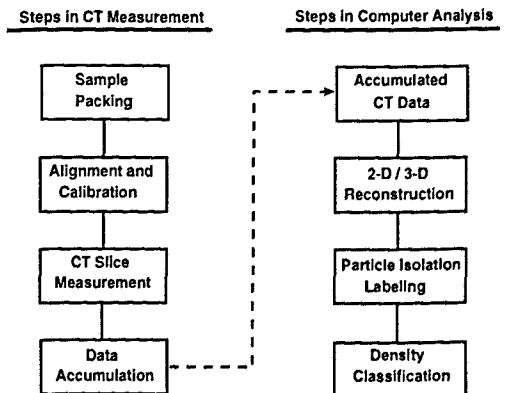 Steps in CT Measurement
Sample
Packing
Alignment and
Calibration
CT Slice
Measurement
Data
Accumulation
Steps in Computer Analysis
Accumulated
CT Data
2-D / 3-D
Reconstruction
Particle Isolation
Labeling
Density
Classification